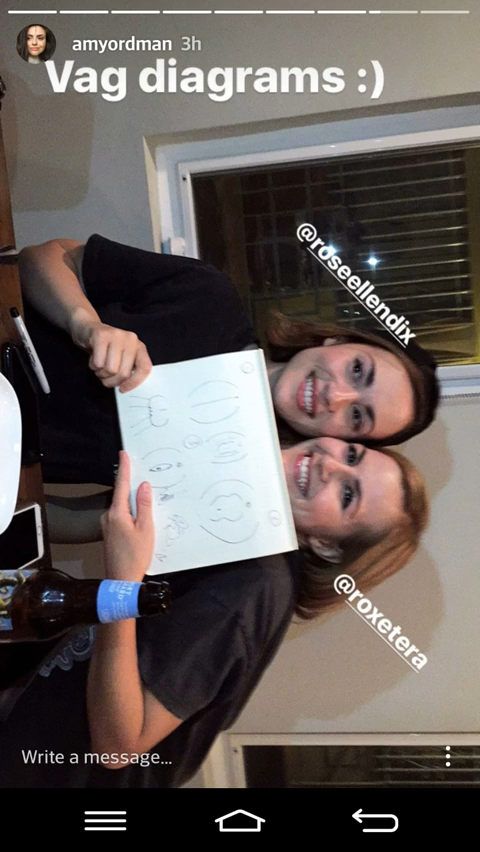 amyordman 3h
Vag diagrams :)
@roseellendix
@roxetera
Write a message...